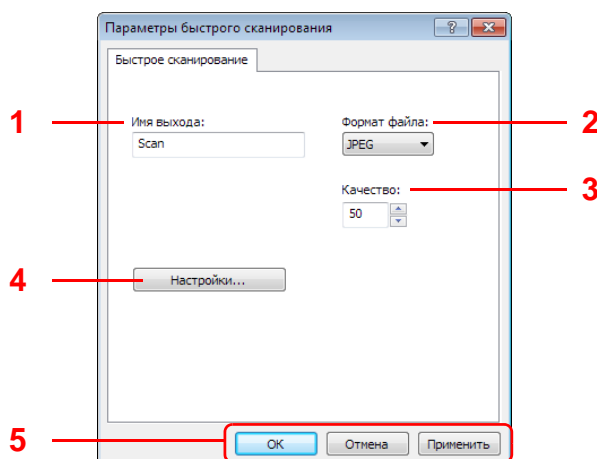 Параметры быстрого сканирования
Быстрое сканирование
1 Имя выхода: Формат файла: 2
Scan JPEG
Качество: 3
50
4 Настройки...
5 OK Отмена Применить